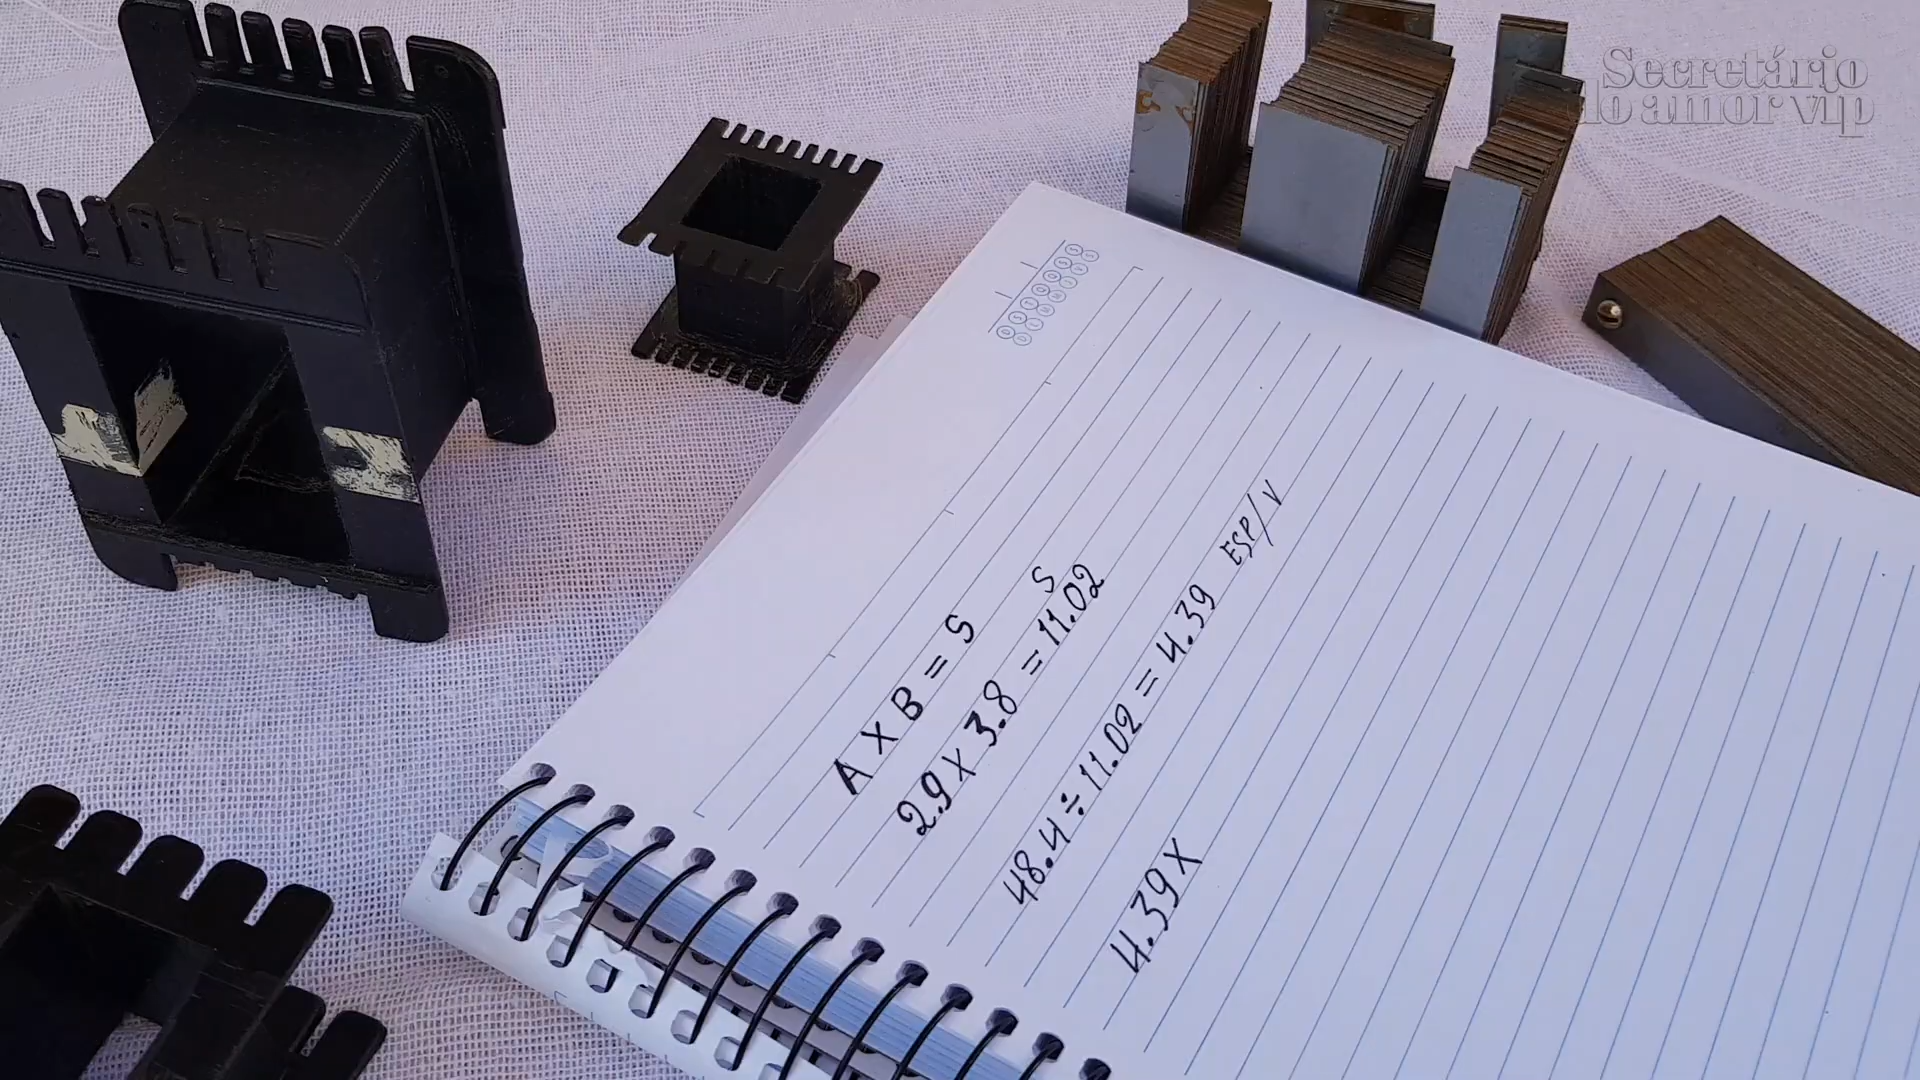 Secretário
do amor vip
A X B = S
S
2.9 X 3.8 = 11.02
48.4 ÷ 11.02 = 4.39 ESP/V
4.39 X